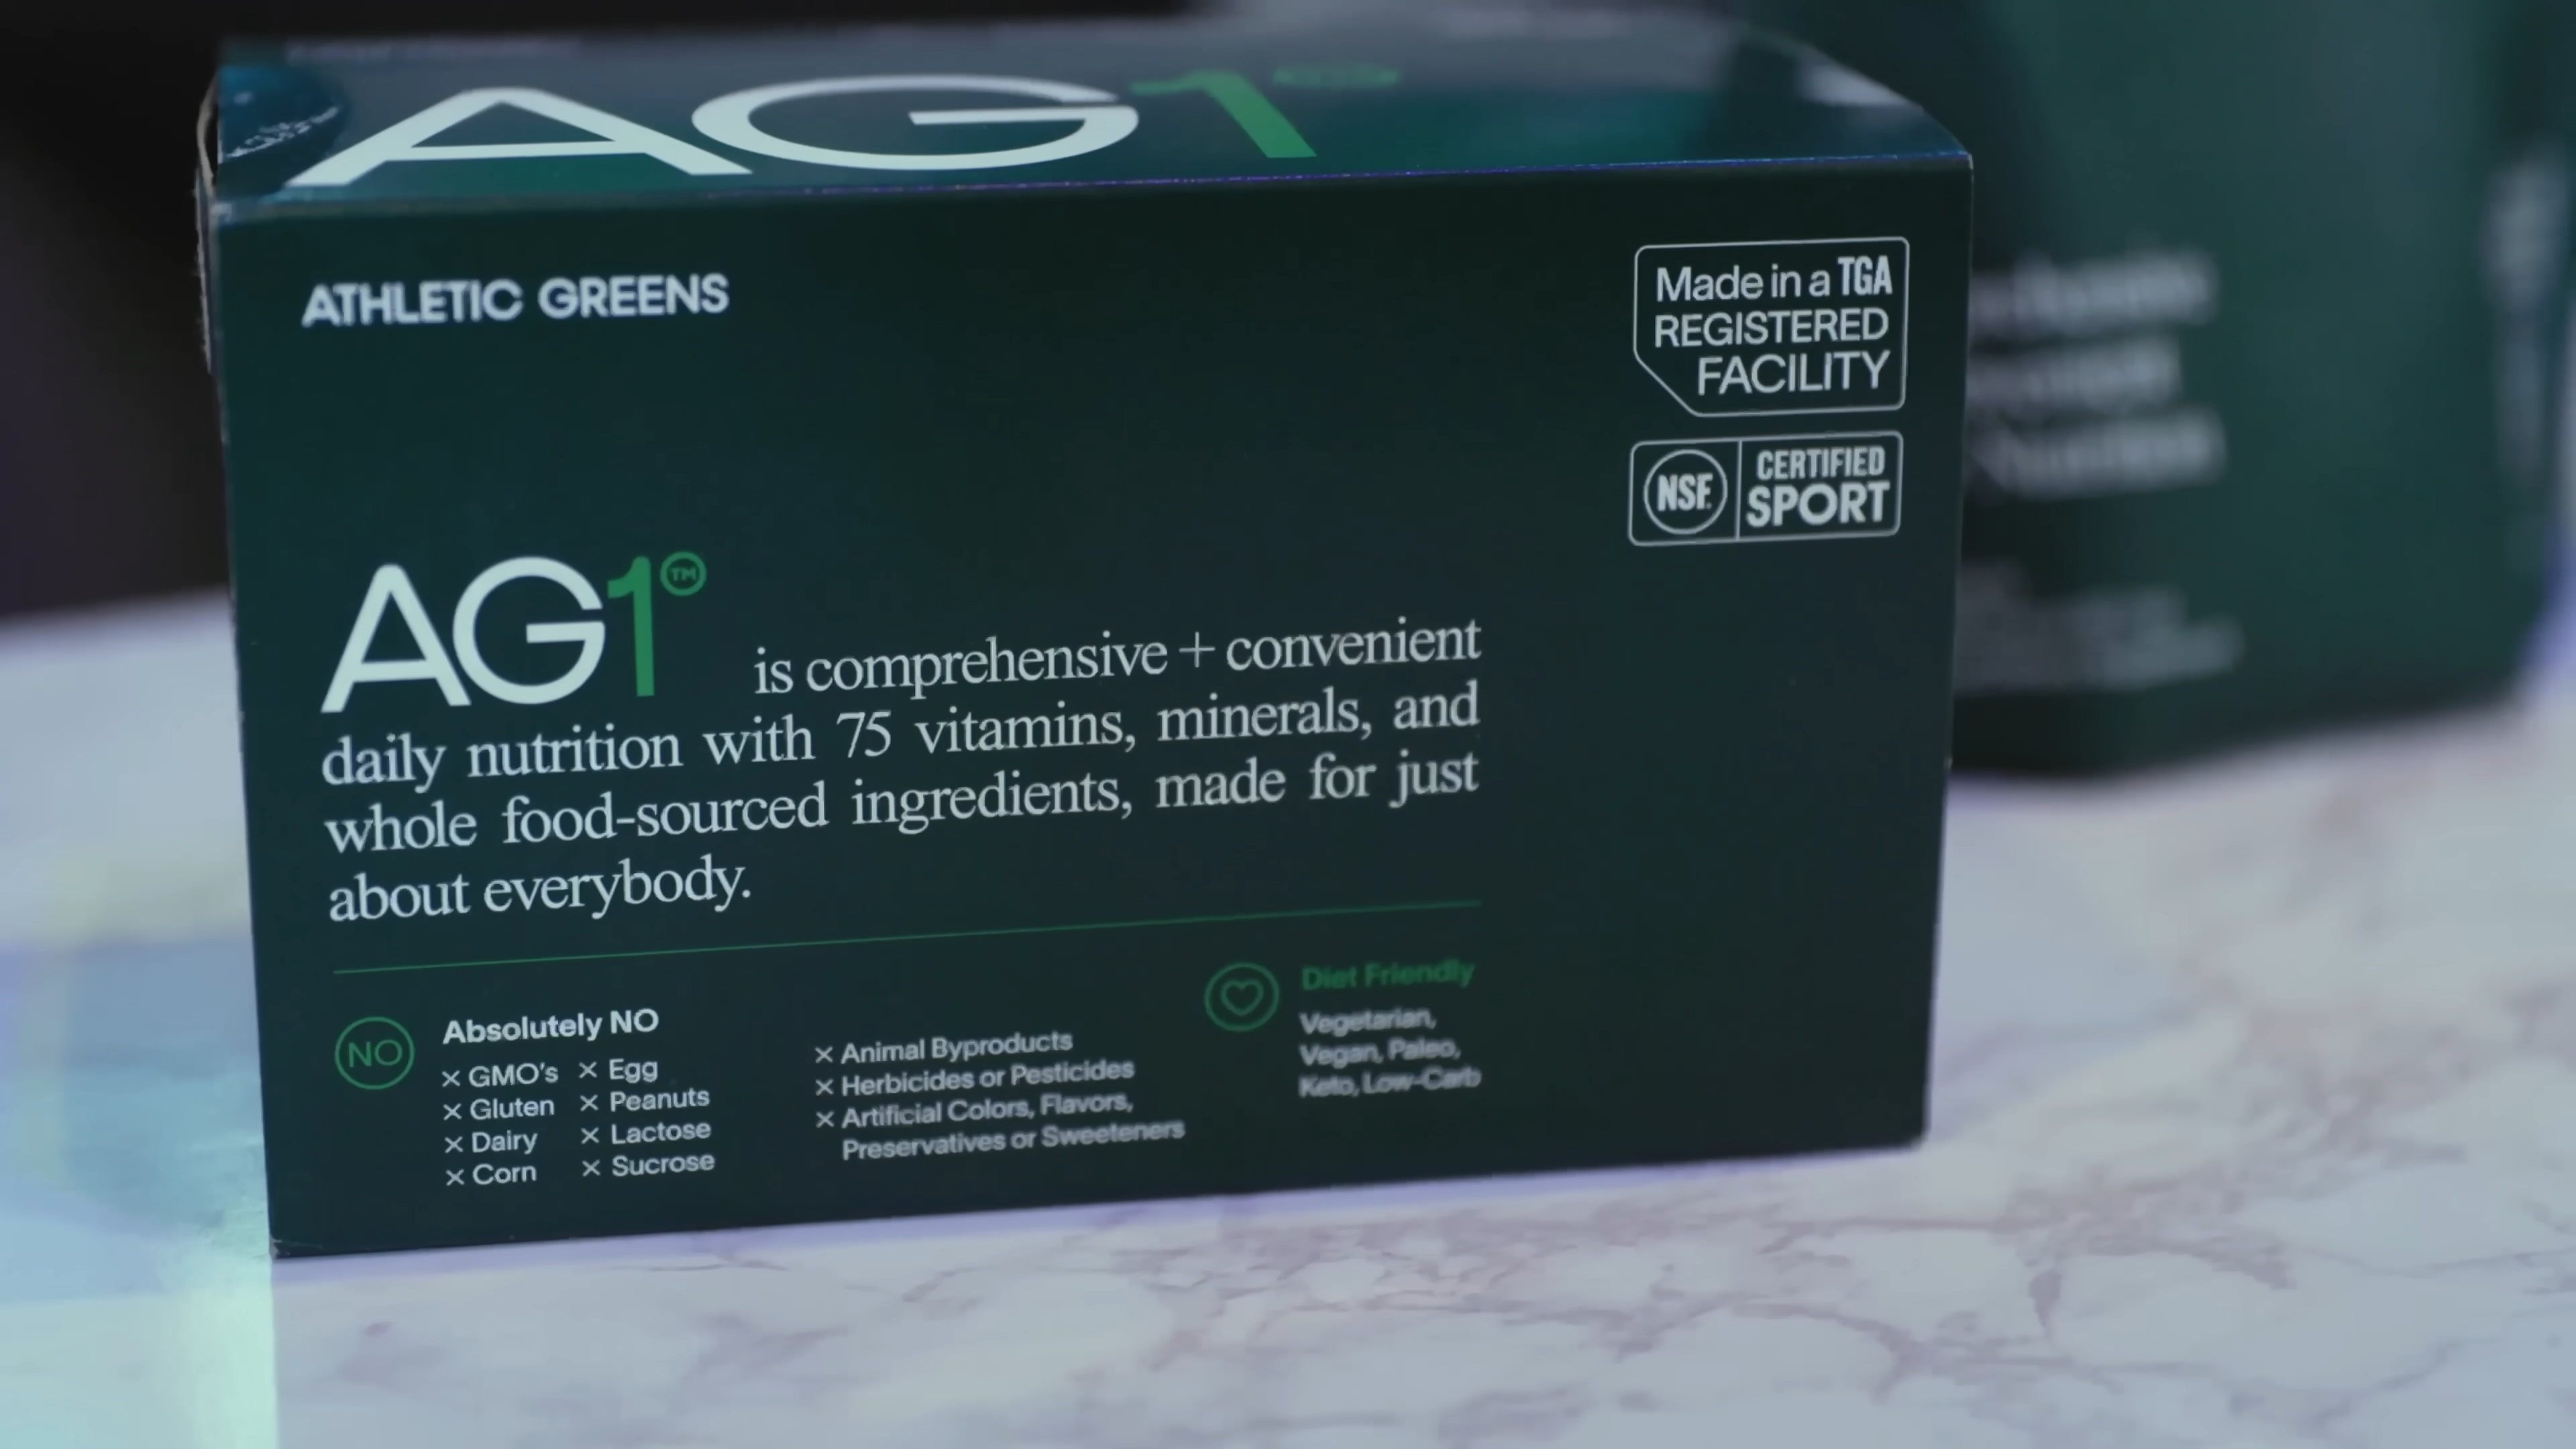 AG1
ATHLETIC GREENS
Made in a TGA
REGISTERED
FACILITY
NSF.
CERTIFIED
SPORT
AG1™ is comprehensive + convenient
daily nutrition with 75 vitamins, minerals, and
whole food-sourced ingredients, made for just
about everybody.
NO
Absolutely NO
× GMO's
× Gluten
× Dairy
× Corn
× Egg
× Peanuts
× Lactose
× Sucrose
× Animal Byproducts
× Herbicides or Pesticides
× Artificial Colors, Flavors,
Preservatives or Sweeteners
Diet Friendly
Vegetarian,
Vegan, Paleo,
Keto, Low-Carb